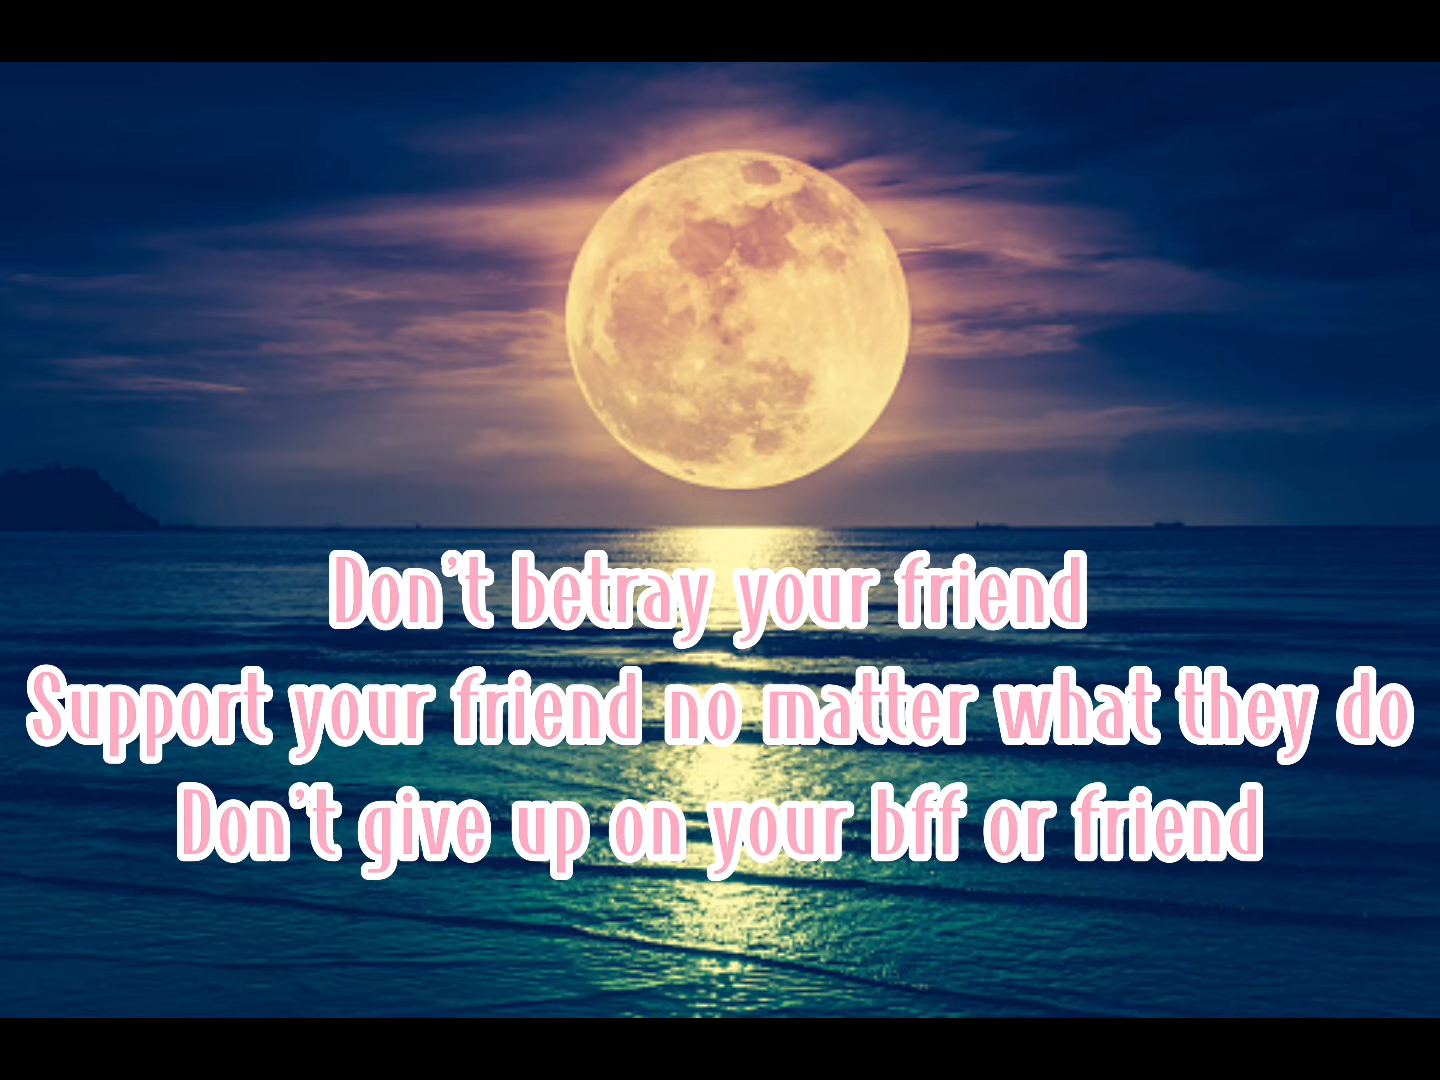 Don't betray your friend
Support your friend no matter what they do
Don't give up on your bff or friend